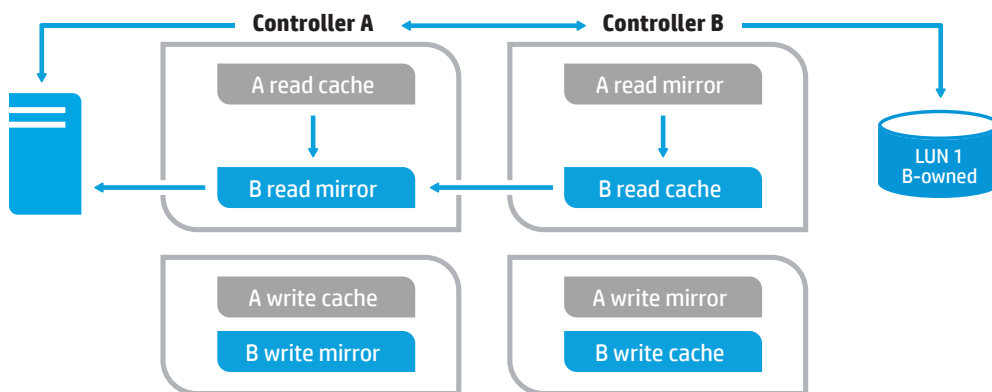 Controller A
Controller B
A read cache
A read mirror
B read mirror
B read cache
LUN 1
B-owned
A write cache
A write mirror
B write mirror
B write cache